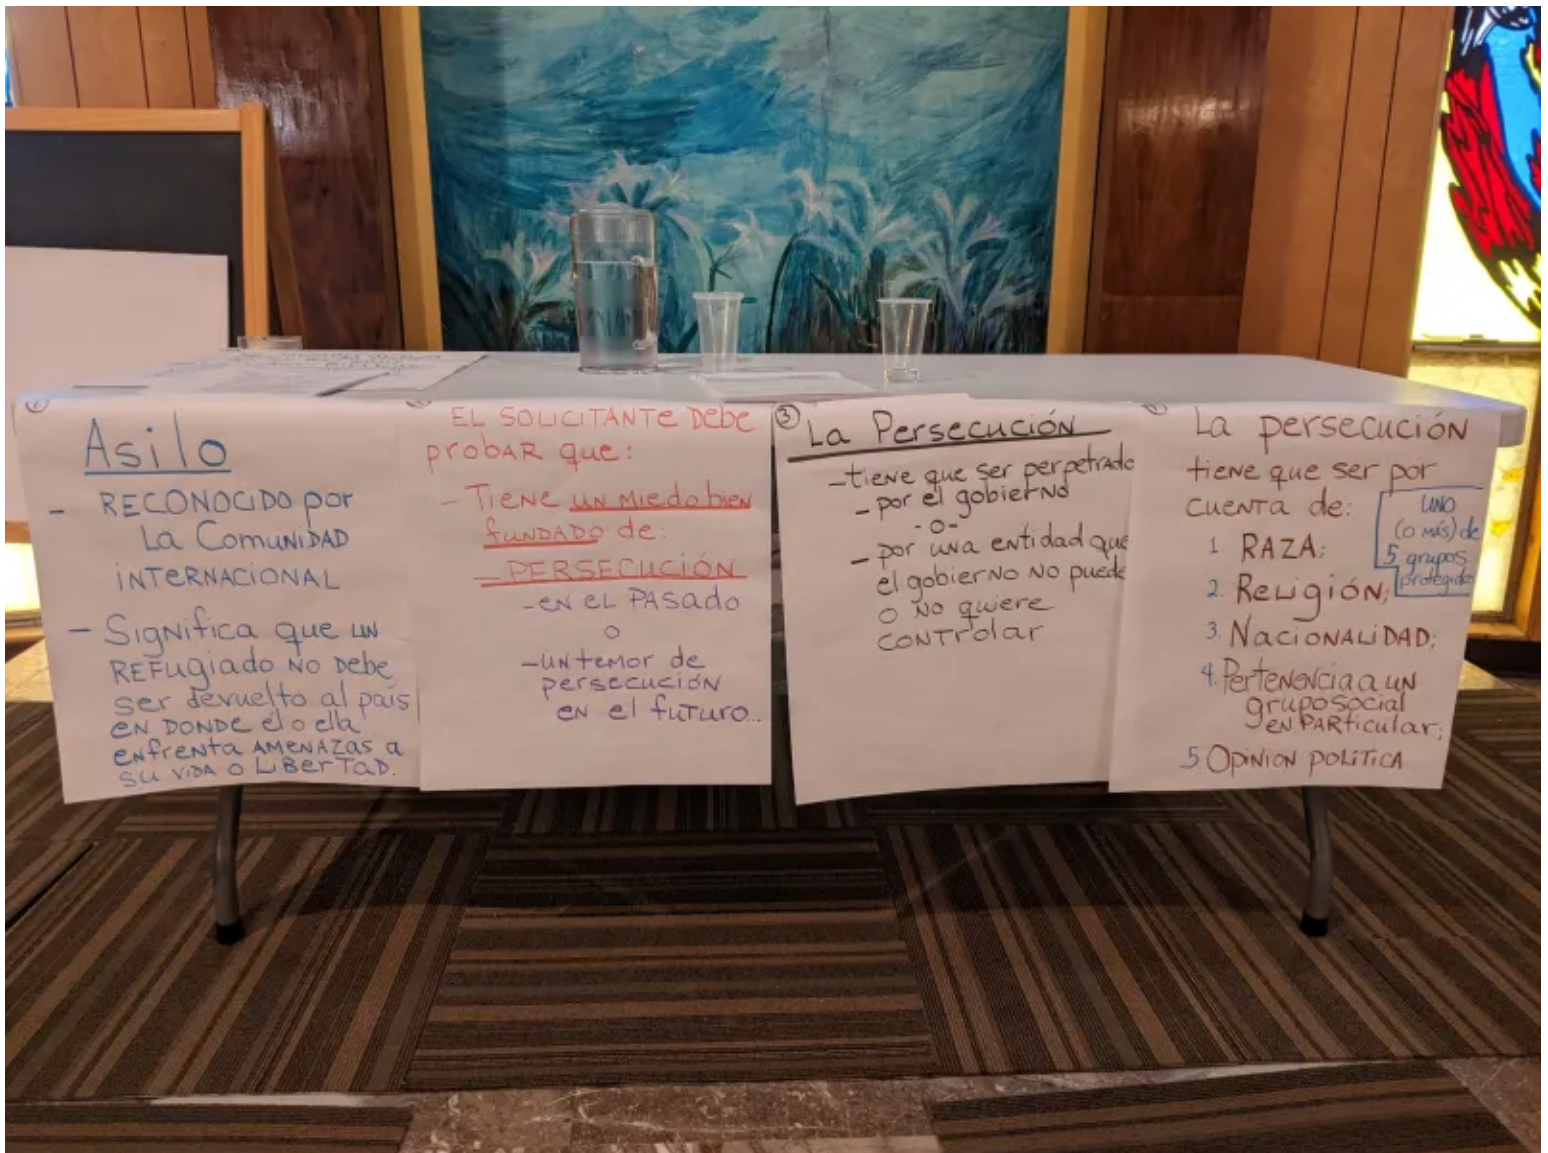 Asilo
- RECONOCIDO por
La Comunidad
internacional
- Significa que un
REFugiado no debe
ser devuelto al país
en donde él o ella
enfrenta amenazas a
su vida o libertad.
EL SOLICITANTE Debe
probar que:
- Tiene un miedo bien
fundado de:
PERSECUCIÓN
- en el pasado
o
- un temor de
persecución
en el futuro..
③
La Persecución
- tiene que ser perpetrado
- por el gobierno
-o-
- por una entidad que
el gobierno no puede
o no quiere
controlar
La persecución
tiene que ser por
cuenta de:
UNO
(o más) de
5 grupos
protegido
1 RAZA;
2. Religión;
3. Nacionalidad;
4. Pertenencia a un
grupo social
en particular;
5 Opinion política